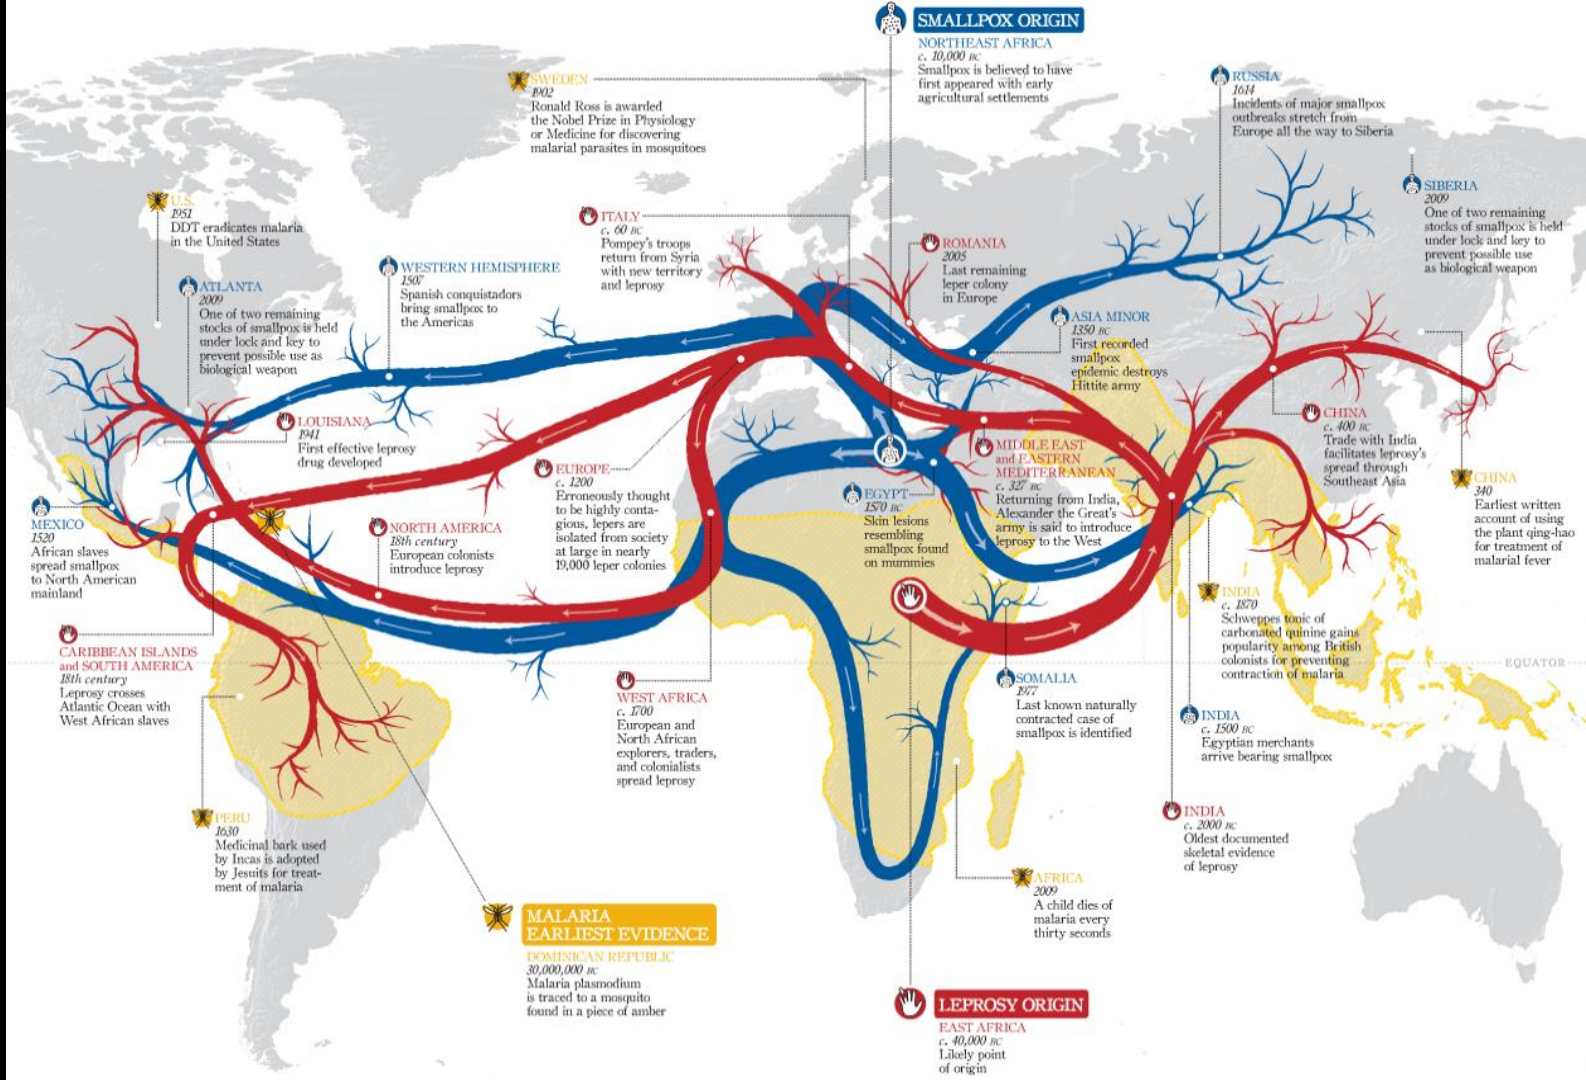 SMALLPOX ORIGIN
NORTHEAST AFRICA
c. 10,000 BC
Smallpox is believed to have
first appeared with early
agricultural settlements
SWEDEN
1902
Ronald Ross is awarded
the Nobel Prize in Physiology
or Medicine for discovering
malarial parasites in mosquitoes
RUSSIA
1614
Incidents of major smallpox
outbreaks stretch from
Europe all the way to Siberia
SIBERIA
2009
One of two remaining
stocks of smallpox is held
under lock and key to
prevent possible use
as biological weapon
U.S.
1951
DDT eradicates malaria
in the United States
ITALY
c. 60 BC
Pompey's troops
return from Syria
with new territory
and leprosy
ROMANIA
2005
Last remaining
leper colony
in Europe
WESTERN HEMISPHERE
1507
Spanish conquistadors
bring smallpox to
the Americas
ATLANTA
2009
One of two remaining
stocks of smallpox is held
under lock and key to
prevent possible use as
biological weapon
ASIA MINOR
1350 BC
First recorded
smallpox
epidemic destroys
Hittite army
LOUISIANA
1941
First effective leprosy
drug developed
CHINA
c. 400 BC
Trade with India
facilitates leprosy's
spread through
Southeast Asia
MIDDLE EAST
and EASTERN
MEDITERRANEAN
c. 327 BC
Returning from India,
Alexander the Great's
army is said to introduce
leprosy to the West
EUROPE
c. 1200
Erroneously thought
to be highly conta-
gious, lepers are
isolated from society
at large in nearly
19,000 leper colonies
CHINA
340
Earliest written
account of using
the plant qing-hao
for treatment of
malarial fever
EGYPT
1570 BC
Skin lesions
resembling
smallpox found
on mummies
MEXICO
1520
African slaves
spread smallpox
to North American
mainland
NORTH AMERICA
18th century
European colonists
introduce leprosy
INDIA
c. 1870
Schweppes tonic of
carbonated quinine gains
popularity among British
colonists for preventing
contraction of malaria
EQUATOR
CARIBBEAN ISLANDS
and SOUTH AMERICA
18th century
Leprosy crosses
Atlantic Ocean with
West African slaves
WEST AFRICA
c. 1700
European and
North African
explorers, traders,
and colonialists
spread leprosy
SOMALIA
1977
Last known naturally
contracted case of
smallpox is identified
INDIA
c. 1500 BC
Egyptian merchants
arrive bearing smallpox
INDIA
c. 2000 BC
Oldest documented
skeletal evidence
of leprosy
PERU
1630
Medicinal bark used
by Incas is adopted
by Jesuits for treat-
ment of malaria
AFRICA
2009
A child dies of
malaria every
thirty seconds
MALARIA
EARLIEST EVIDENCE
DOMINICAN REPUBLIC
30,000,000 BC
Malaria plasmodium
is traced to a mosquito
found in a piece of amber
LEPROSY ORIGIN
EAST AFRICA
c. 40,000 BC
Likely point
of origin